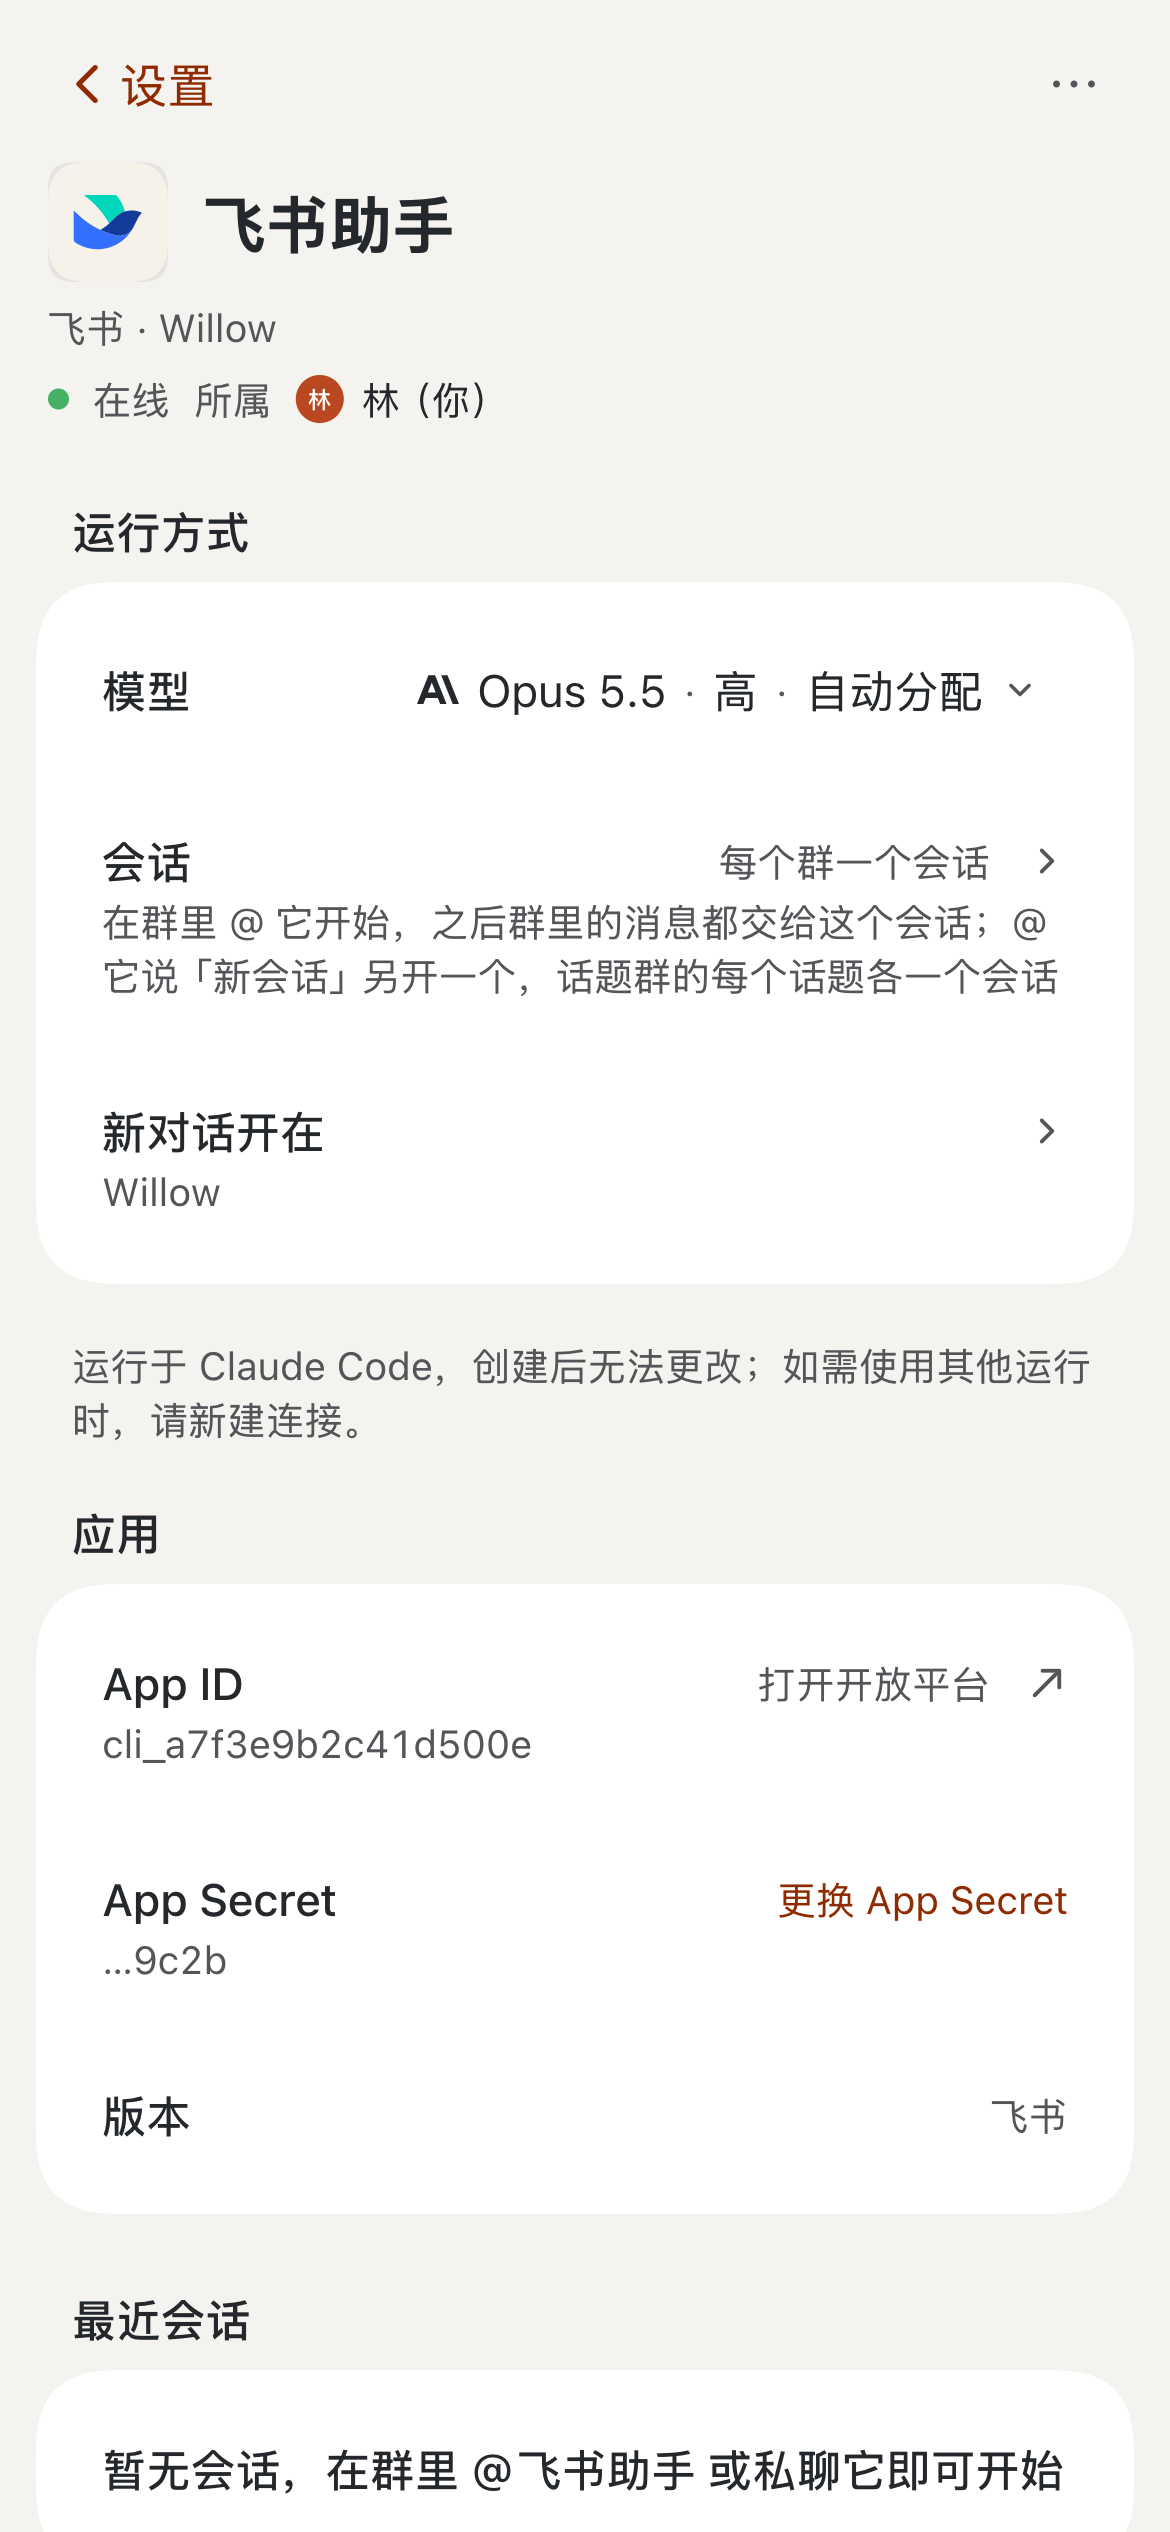 设置
飞书助手
飞书 · Willow
在线 所属 林 林（你）
运行方式
模型 Opus 5.5 · 高 · 自动分配
会话 每个群一个会话
在群里 @ 它开始，之后群里的消息都交给这个会话；@
它说「新会话」另开一个，话题群的每个话题各一个会话
新对话开在
Willow
运行于 Claude Code，创建后无法更改；如需使用其他运行
时，请新建连接。
应用
App ID 打开开放平台
cli_a7f3e9b2c41d500e
App Secret 更换 App Secret
...9c2b
版本 飞书
最近会话
暂无会话，在群里 @飞书助手 或私聊它即可开始